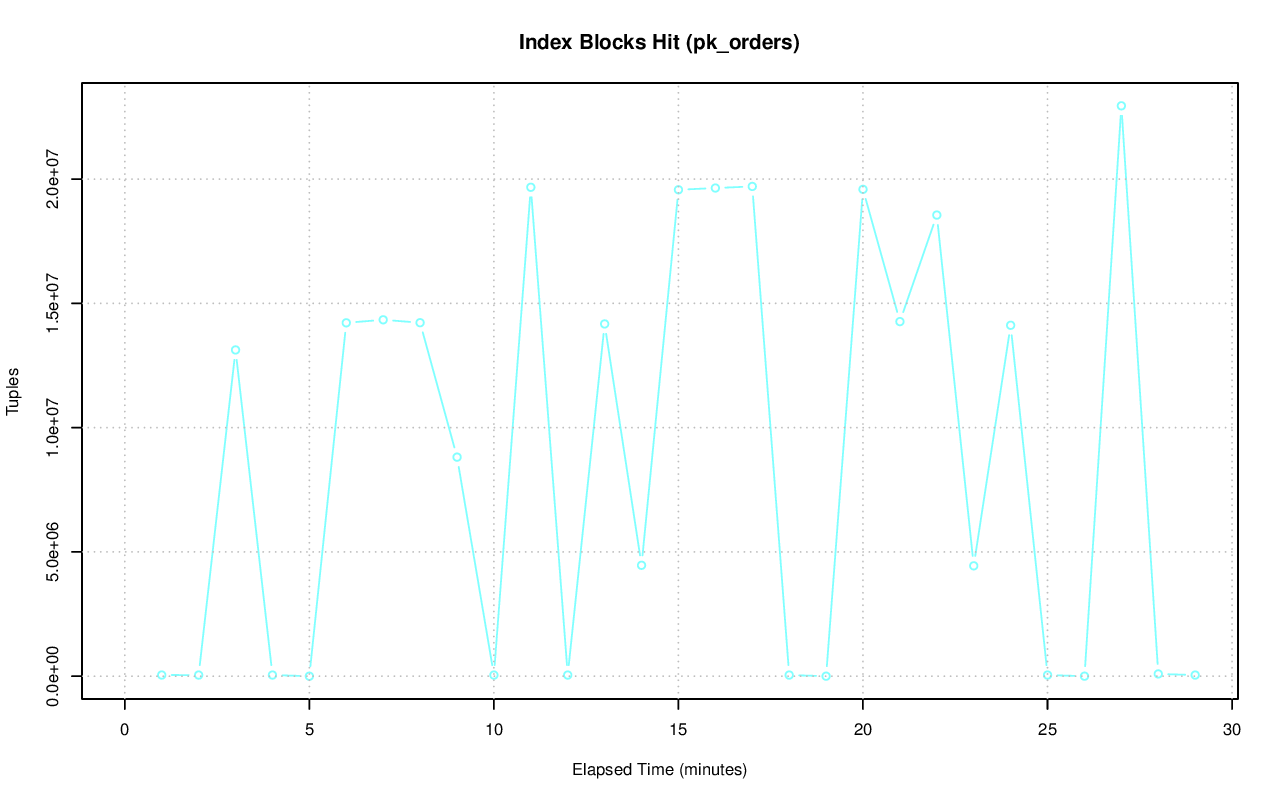 Index Blocks Hit (pk_orders)
Tuples
2.0e+07
1.5e+07
1.0e+07
5.0e+06
0.0e+00
0 5 10 15 20 25 30
Elapsed Time (minutes)